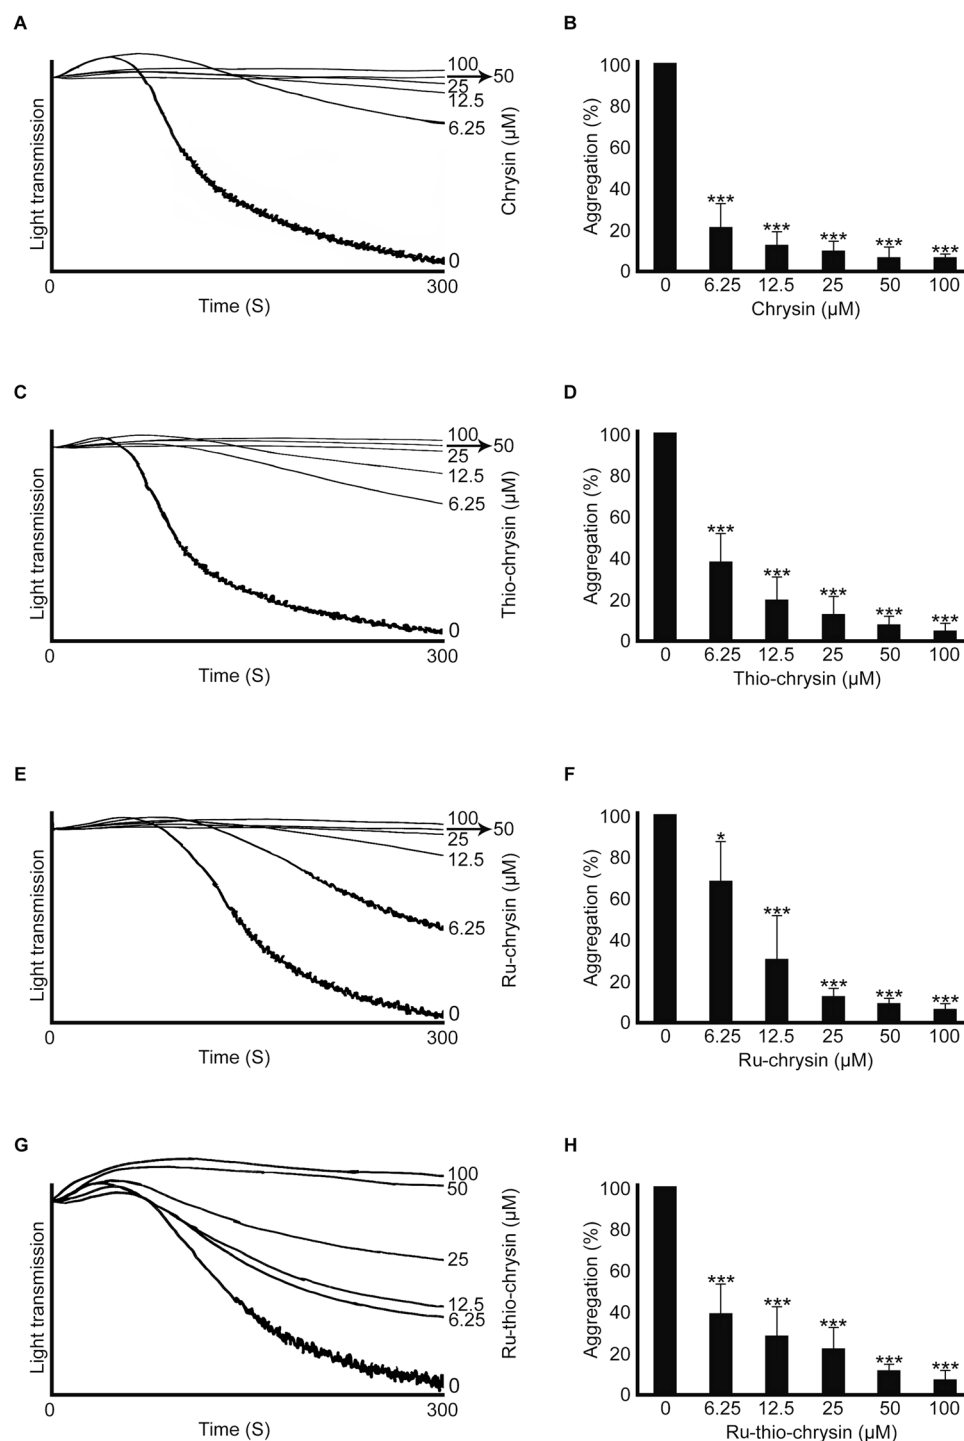 A
Light transmission
100
50
25
12.5
6.25
0
Chrysin (µM)
0
300
Time (S)
B
Aggregation (%)
100
80
60
40
20
0
***
***
***
***
***
0 6.25 12.5 25 50 100
Chrysin (µM)
C
Light transmission
100
50
25
12.5
6.25
0
Thio-chrysin (µM)
0
300
Time (S)
D
Aggregation (%)
100
80
60
40
20
0
***
***
***
***
***
0 6.25 12.5 25 50 100
Thio-chrysin (µM)
E
Light transmission
100
50
25
12.5
6.25
0
Ru-chrysin (µM)
0
300
Time (S)
F
Aggregation (%)
100
80
60
40
20
0
*
***
***
***
***
0 6.25 12.5 25 50 100
Ru-chrysin (µM)
G
Light transmission
100
50
25
12.5
6.25
0
Ru-thio-chrysin (µM)
0
300
Time (S)
H
Aggregation (%)
100
80
60
40
20
0
***
***
***
***
***
0 6.25 12.5 25 50 100
Ru-thio-chrysin (µM)